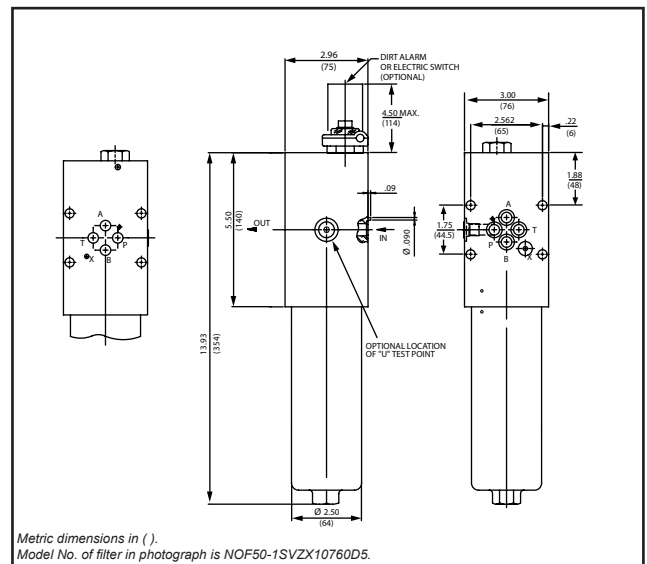 2.96
(75)
DIRT ALARM
OR ELECTRIC SWITCH
(OPTIONAL)
4.50 MAX.
(114)
3.00
(76)
2.562
(65)
.22
(6)
1.88
(48)
A
T
P
X
B
5.50
(140)
OUT
.09
IN
Ø .090
1.75
(44.5)
A
T
P
B
X
OPTIONAL LOCATION
OF "U" TEST POINT
13.93
(354)
Ø 2.50
(64)
Metric dimensions in ( ).
Model No. of filter in photograph is NOF50-1SVZX10760D5.